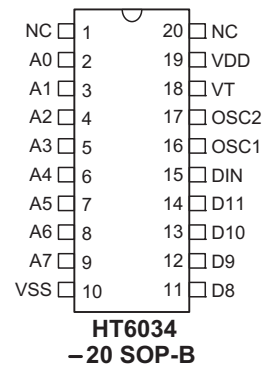 NC 1 20 NC
A0 2 19 VDD
A1 3 18 VT
A2 4 17 OSC2
A3 5 16 OSC1
A4 6 15 DIN
A5 7 14 D11
A6 8 13 D10
A7 9 12 D9
VSS 10 11 D8
HT6034
–20 SOP-B